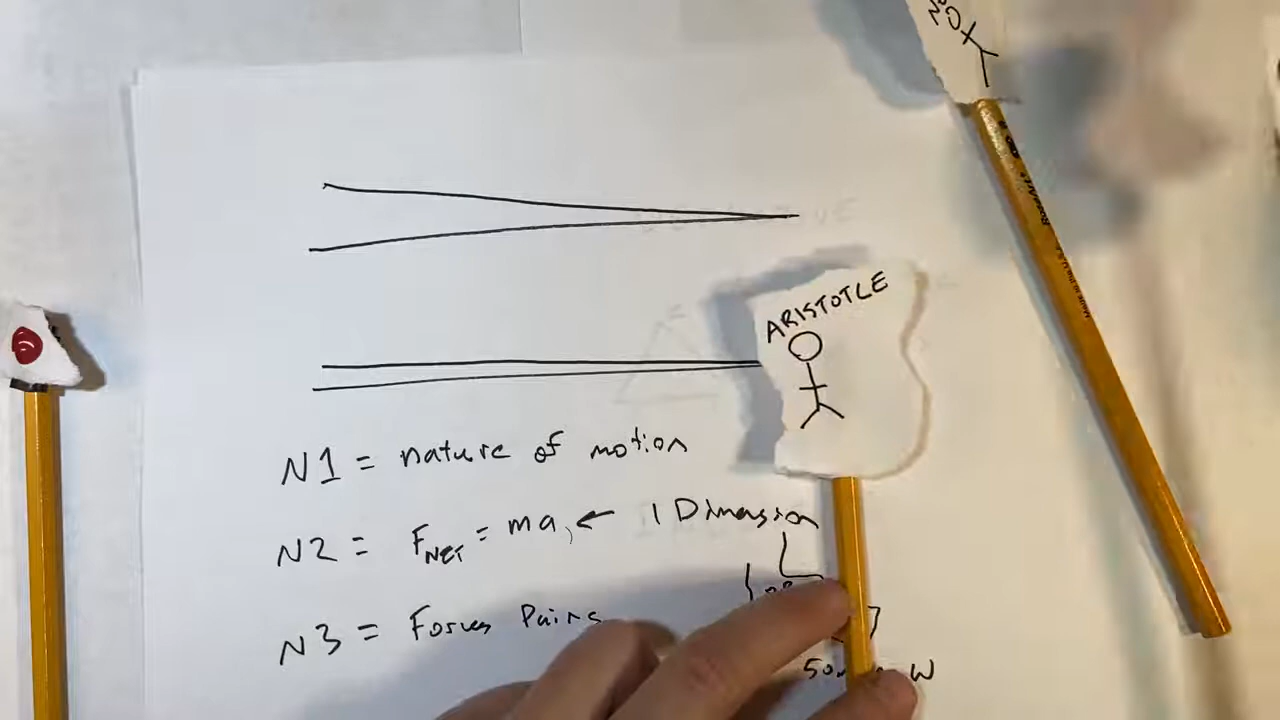 ARISTOTLE
N1 = nature of motion
N2 = FNET = ma, ← 1 Dimension
N3 = Forces Pairs
W